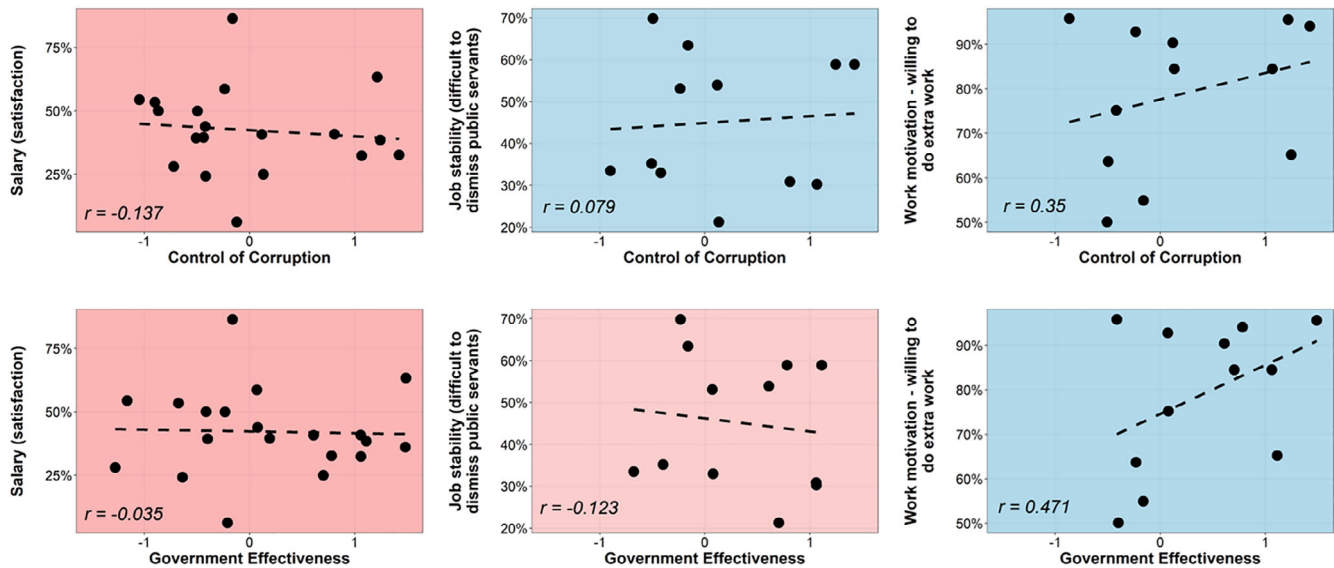 Salary (satisfaction)
75%
50%
25%
r = -0.137
-1
0
1
Control of Corruption
Job stability (difficult to
dismiss public servants)
70%
60%
50%
40%
30%
20%
r = 0.079
-1
0
1
Control of Corruption
Work motivation - willing to
do extra work
90%
80%
70%
60%
50%
r = 0.35
-1
0
1
Control of Corruption
Salary (satisfaction)
75%
50%
25%
r = -0.035
-1
0
1
Government Effectiveness
Job stability (difficult to
dismiss public servants)
70%
60%
50%
40%
30%
20%
r = -0.123
-1
0
1
Government Effectiveness
Work motivation - willing to
do extra work
90%
80%
70%
60%
50%
r = 0.471
-1
0
1
Government Effectiveness